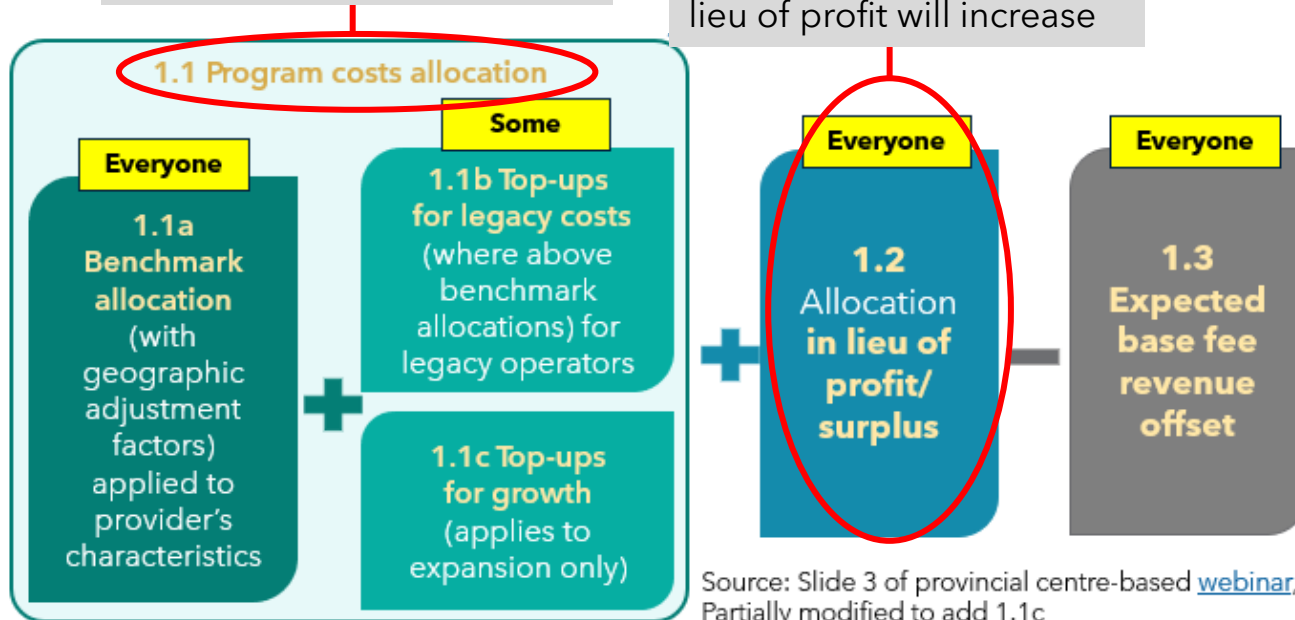 lieu of profit will increase
1.1 Program costs allocation
Everyone
1.1a
Benchmark
allocation
(with
geographic
adjustment
factors)
applied to
provider's
characteristics
Some
1.1b Top-ups
for legacy costs
(where above
benchmark
allocations) for
legacy operators
1.1c Top-ups
for growth
(applies to
expansion only)
Everyone
1.2
Allocation
in lieu of
profit/
surplus
Everyone
1.3
Expected
base fee
revenue
offset
Source: Slide 3 of provincial centre-based webinar,
Partially modified to add 1.1c